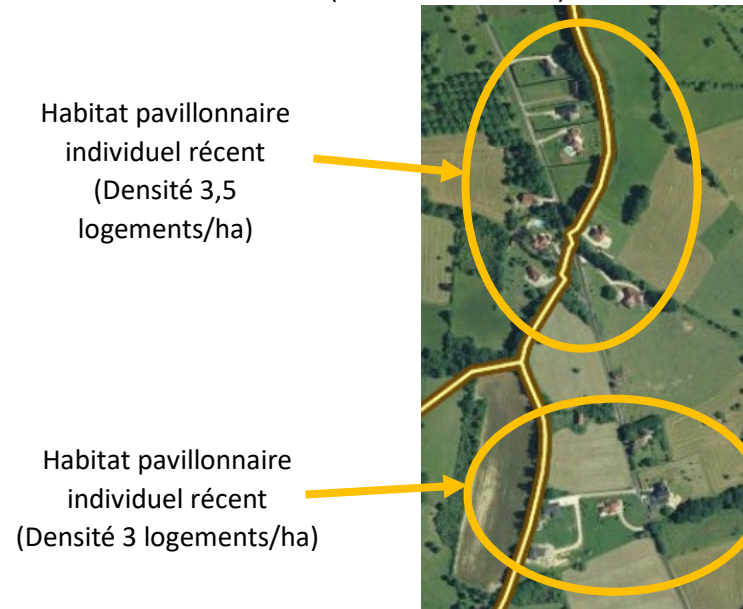 Habitat pavillonnaire
individuel récent
(Densité 3,5
logements/ha)
Habitat pavillonnaire
individuel récent
(Densité 3 logements/ha)